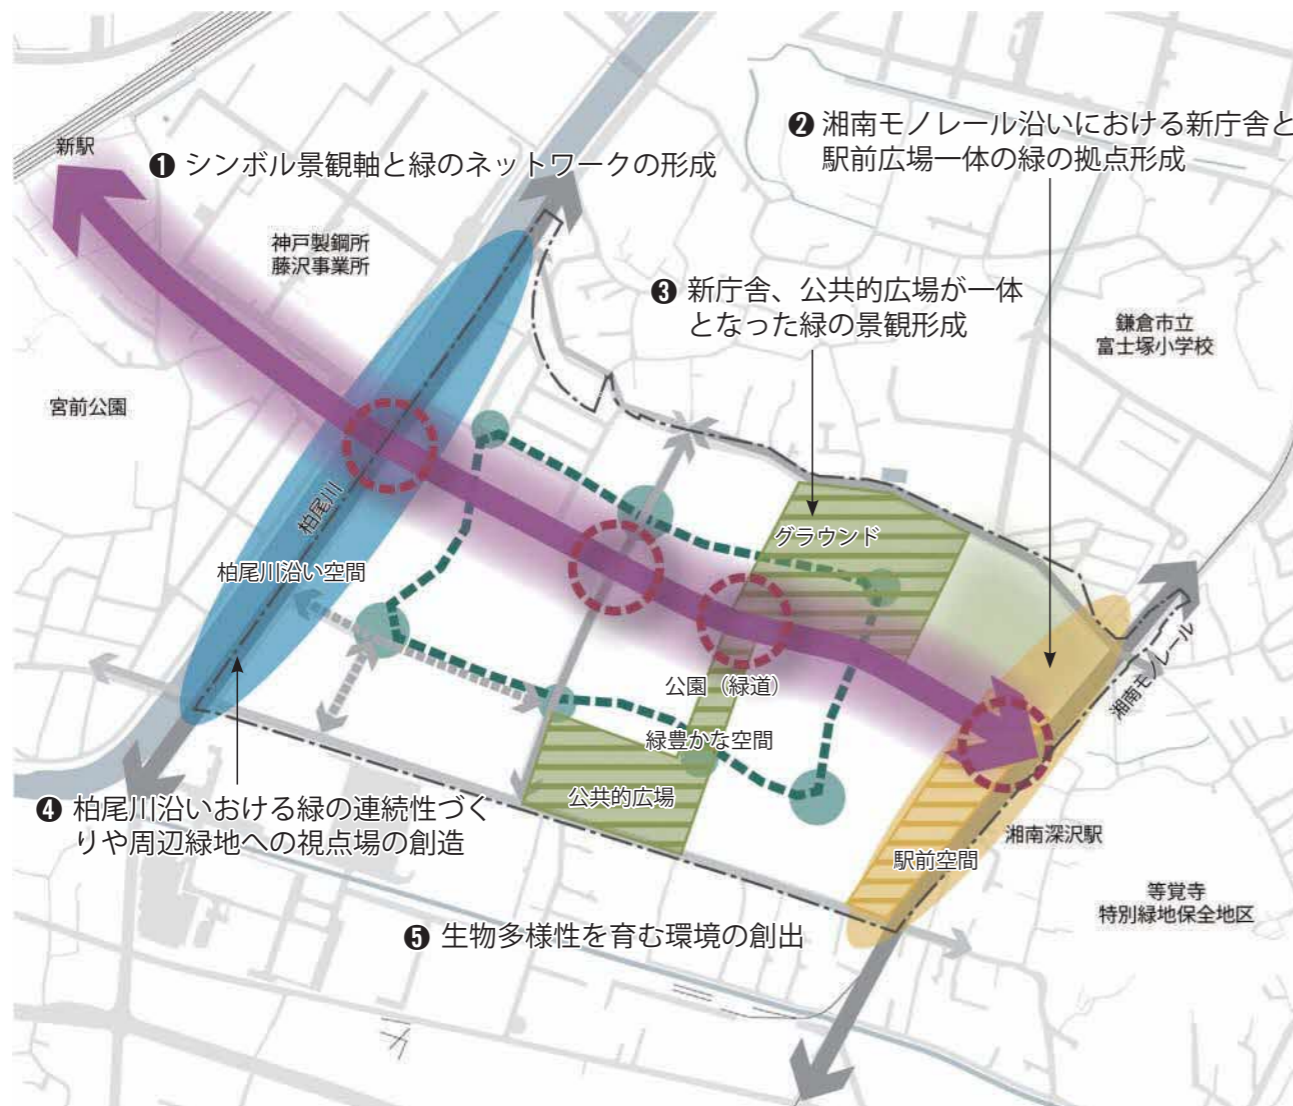 新駅
❶ シンボル景観軸と緑のネットワークの形成
❷ 湘南モノレール沿いにおける新庁舎と
駅前広場一体の緑の拠点形成
神戸製鋼所
藤沢事業所
❸ 新庁舎、公共的広場が一体
となった緑の景観形成
鎌倉市立
富士塚小学校
宮前公園
柏尾川
グラウンド
柏尾川沿い空間
湘南モノレール
公園（緑道）
緑豊かな空間
公共的広場
❹ 柏尾川沿いおける緑の連続性づく
りや周辺緑地への視点場の創造
湘南深沢駅
駅前空間
等覚寺
特別緑地保全地区
❺ 生物多様性を育む環境の創出